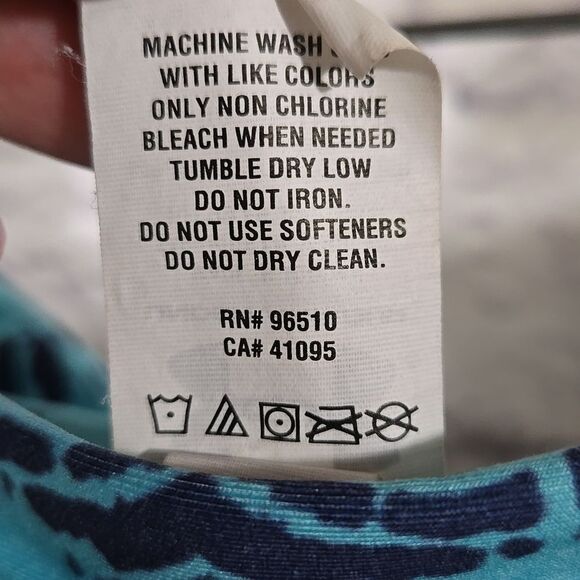 MACHINE WASH
WITH LIKE COLORS
ONLY NON CHLORINE
BLEACH WHEN NEEDED
TUMBLE DRY LOW
DO NOT IRON.
DO NOT USE SOFTENERS
DO NOT DRY CLEAN.
RN# 96510
CA# 41095